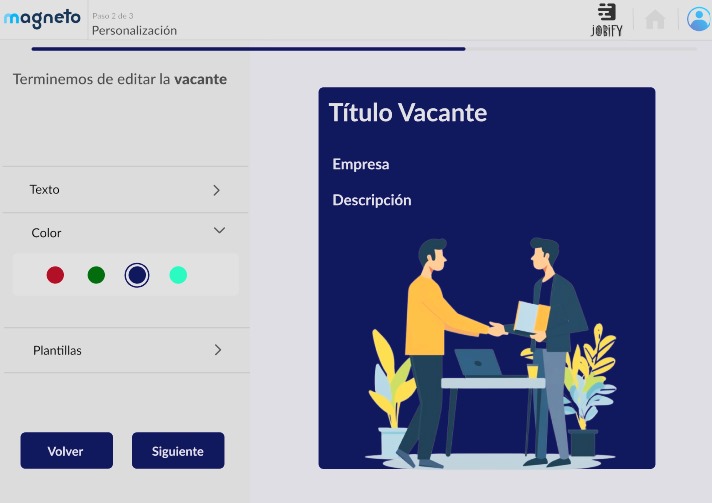 magneto
Paso 2 de 3
Personalización
JOBIFY
Terminemos de editar la vacante
Texto
Color
Plantillas
Volver
Siguiente
Título Vacante
Empresa
Descripción